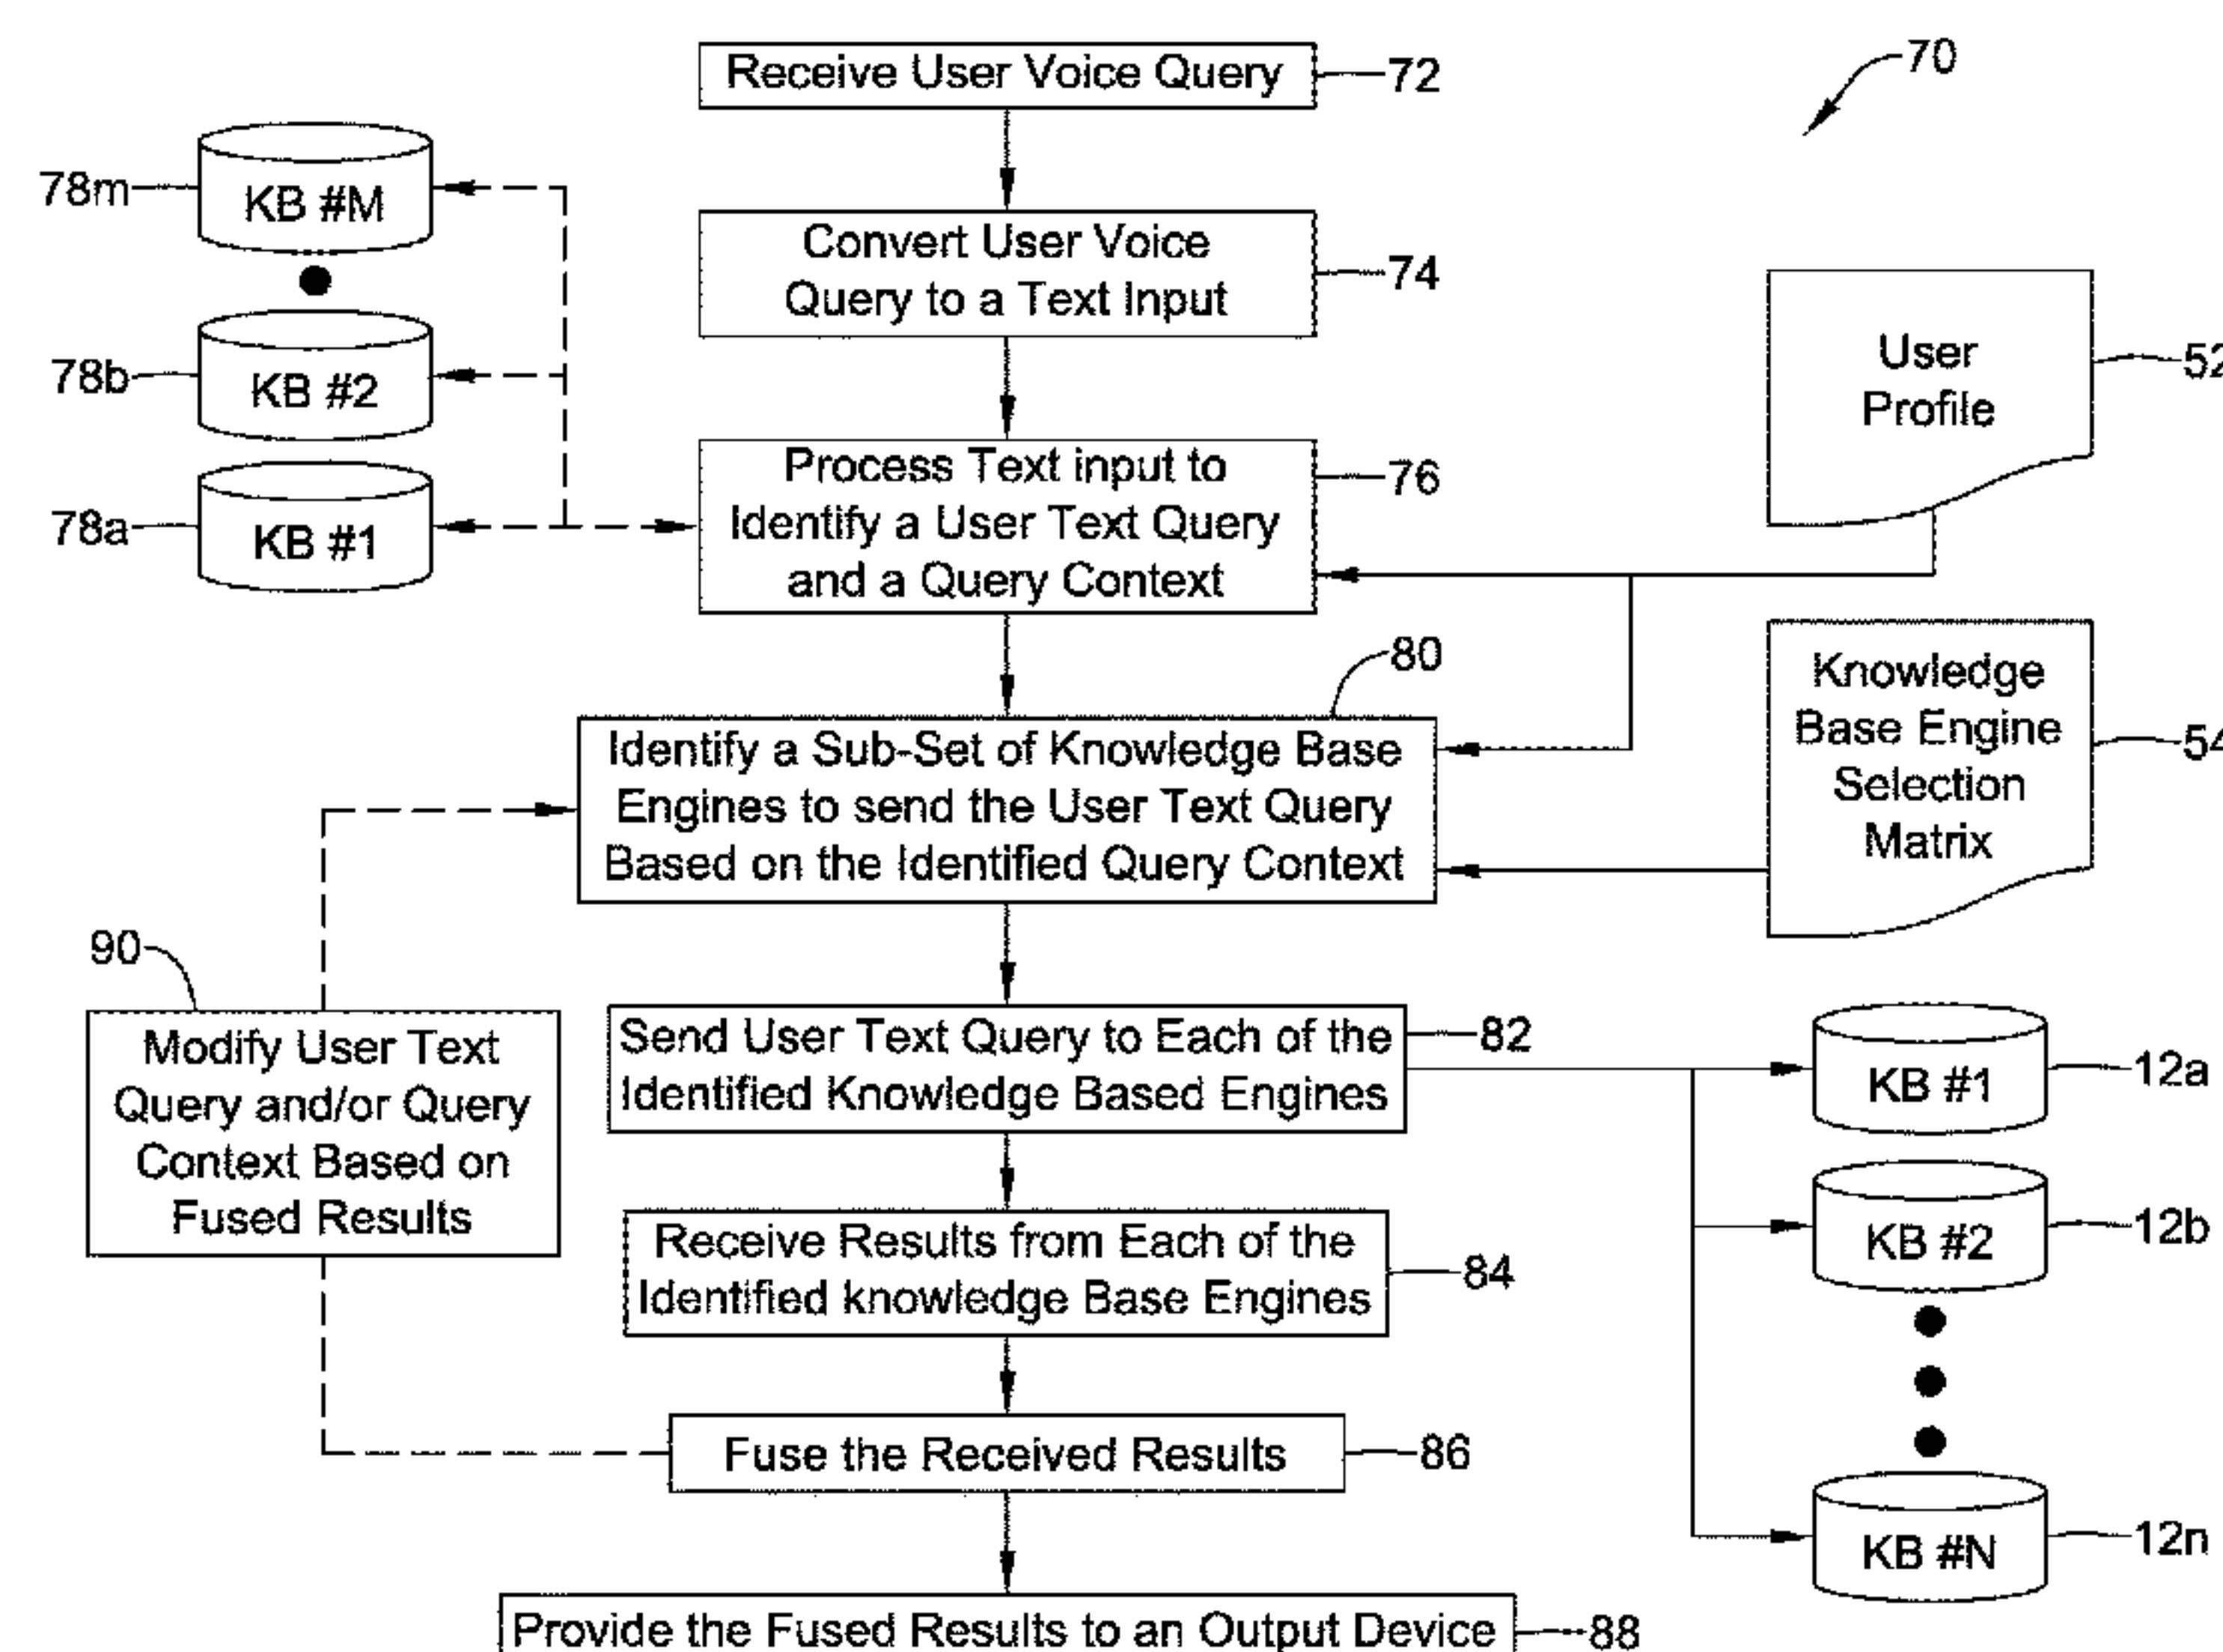 Receive User Voice Query
72
70
78m
KB #M
Convert User Voice
Query to a Text Input
74
78b
KB #2
User
Profile
52
78a
KB #1
Process Text input to
Identify a User Text Query
and a Query Context
76
80
Identify a Sub-Set of Knowledge Base
Engines to send the User Text Query
Based on the Identified Query Context
Knowledge
Base Engine
Selection
Matrix
54
90
Modify User Text
Query and/or Query
Context Based on
Fused Results
Send User Text Query to Each of the
Identified Knowledge Based Engines
82
KB #1
12a
KB #2
12b
Receive Results from Each of the
Identified knowledge Base Engines
84
Fuse the Received Results
86
KB #N
12n
Provide the Fused Results to an Output Device
88